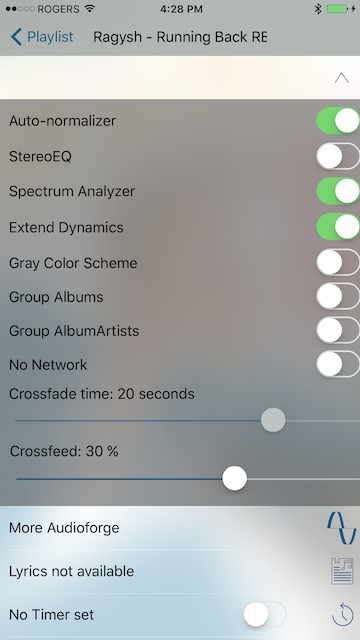 ROGERS 4:28 PM
Playlist Ragysh - Running Back RE
Auto-normalizer
StereoEQ
Spectrum Analyzer
Extend Dynamics
Gray Color Scheme
Group Albums
Group AlbumArtists
No Network
Crossfade time: 20 seconds
Crossfeed: 30 %
More Audioforge
Lyrics not available
No Timer set